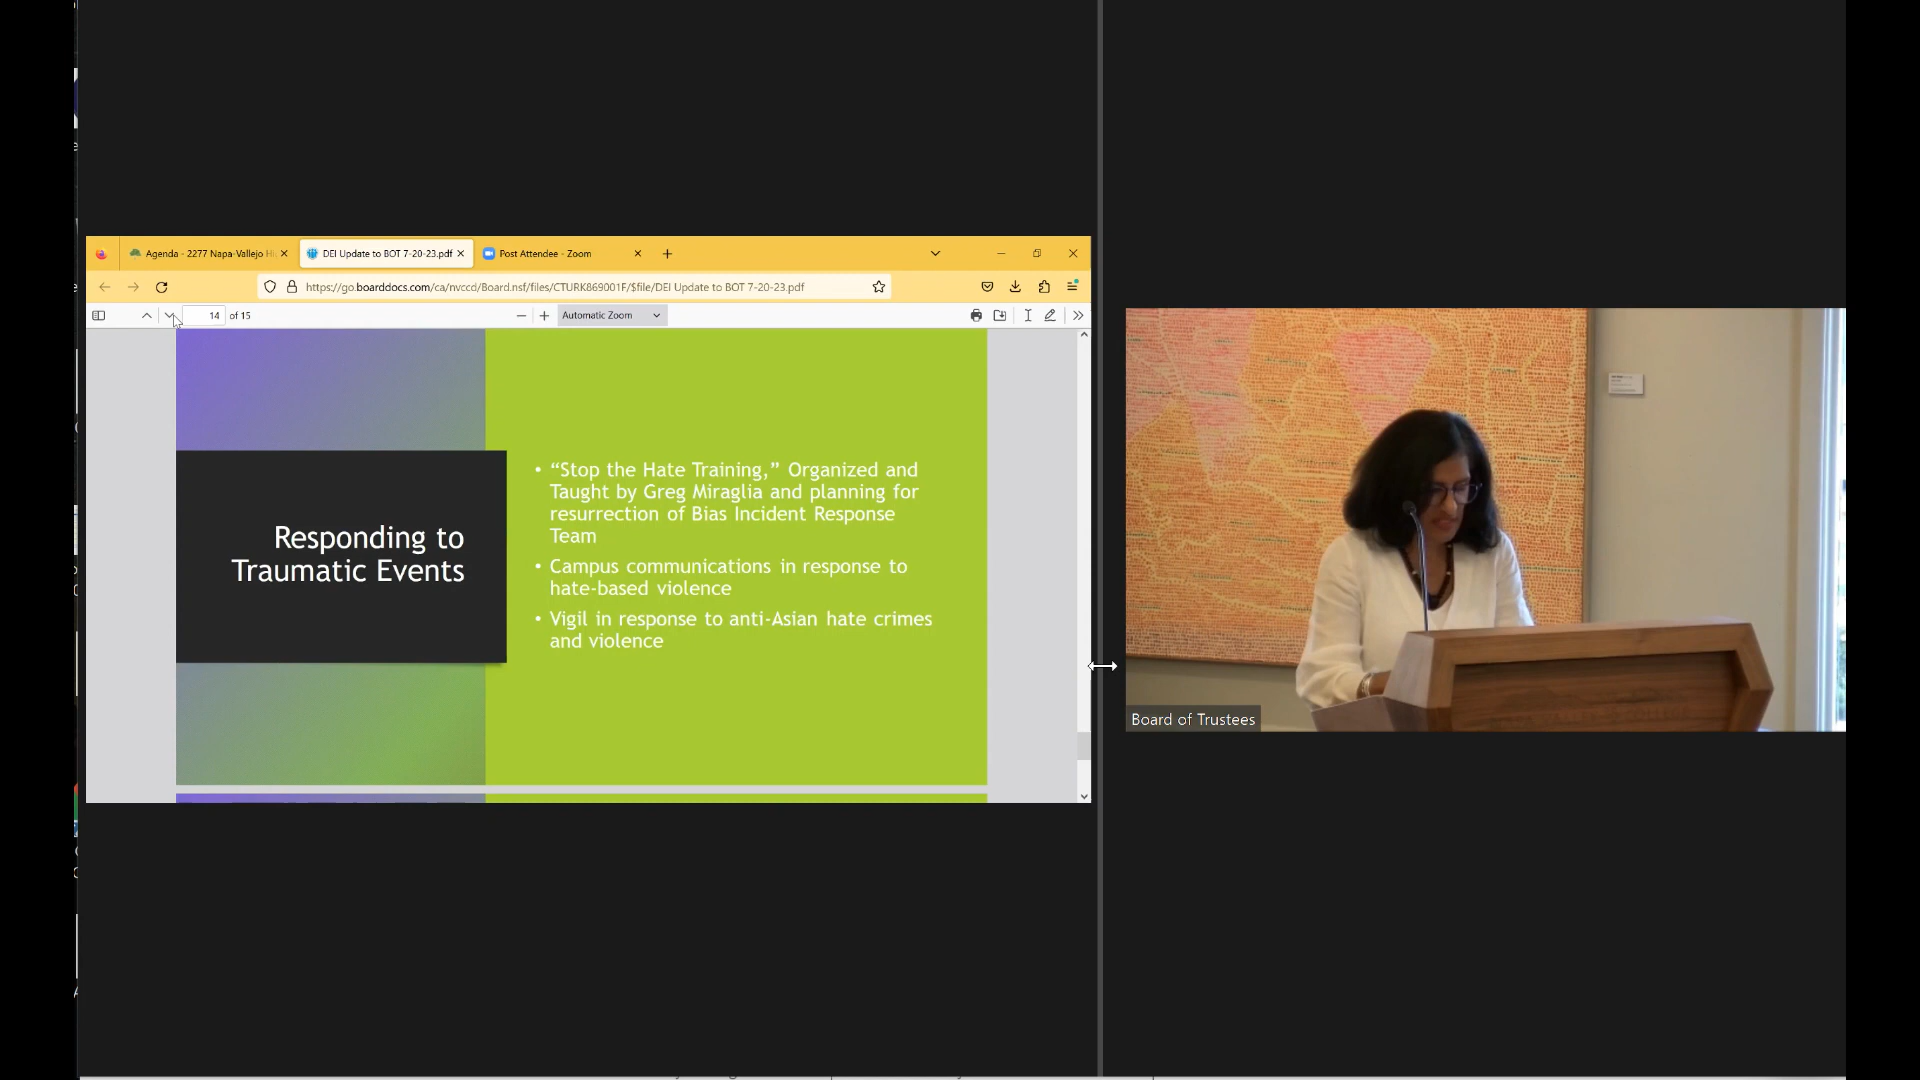 Agenda - 2277 Napa-Vallejo Hi
DEI Update to BOT 7-20-23.pdf
Post Attendee - Zoom
https://go.boarddocs.com/ca/nvccd/Board.nsf/files/CTURK869001F/$file/DEI Update to BOT 7-20-23.pdf
14 of 15
Automatic Zoom
Responding to
Traumatic Events
• “Stop the Hate Training,” Organized and
Taught by Greg Miraglia and planning for
resurrection of Bias Incident Response
Team
• Campus communications in response to
hate-based violence
• Vigil in response to anti-Asian hate crimes
and violence
Board of Trustees